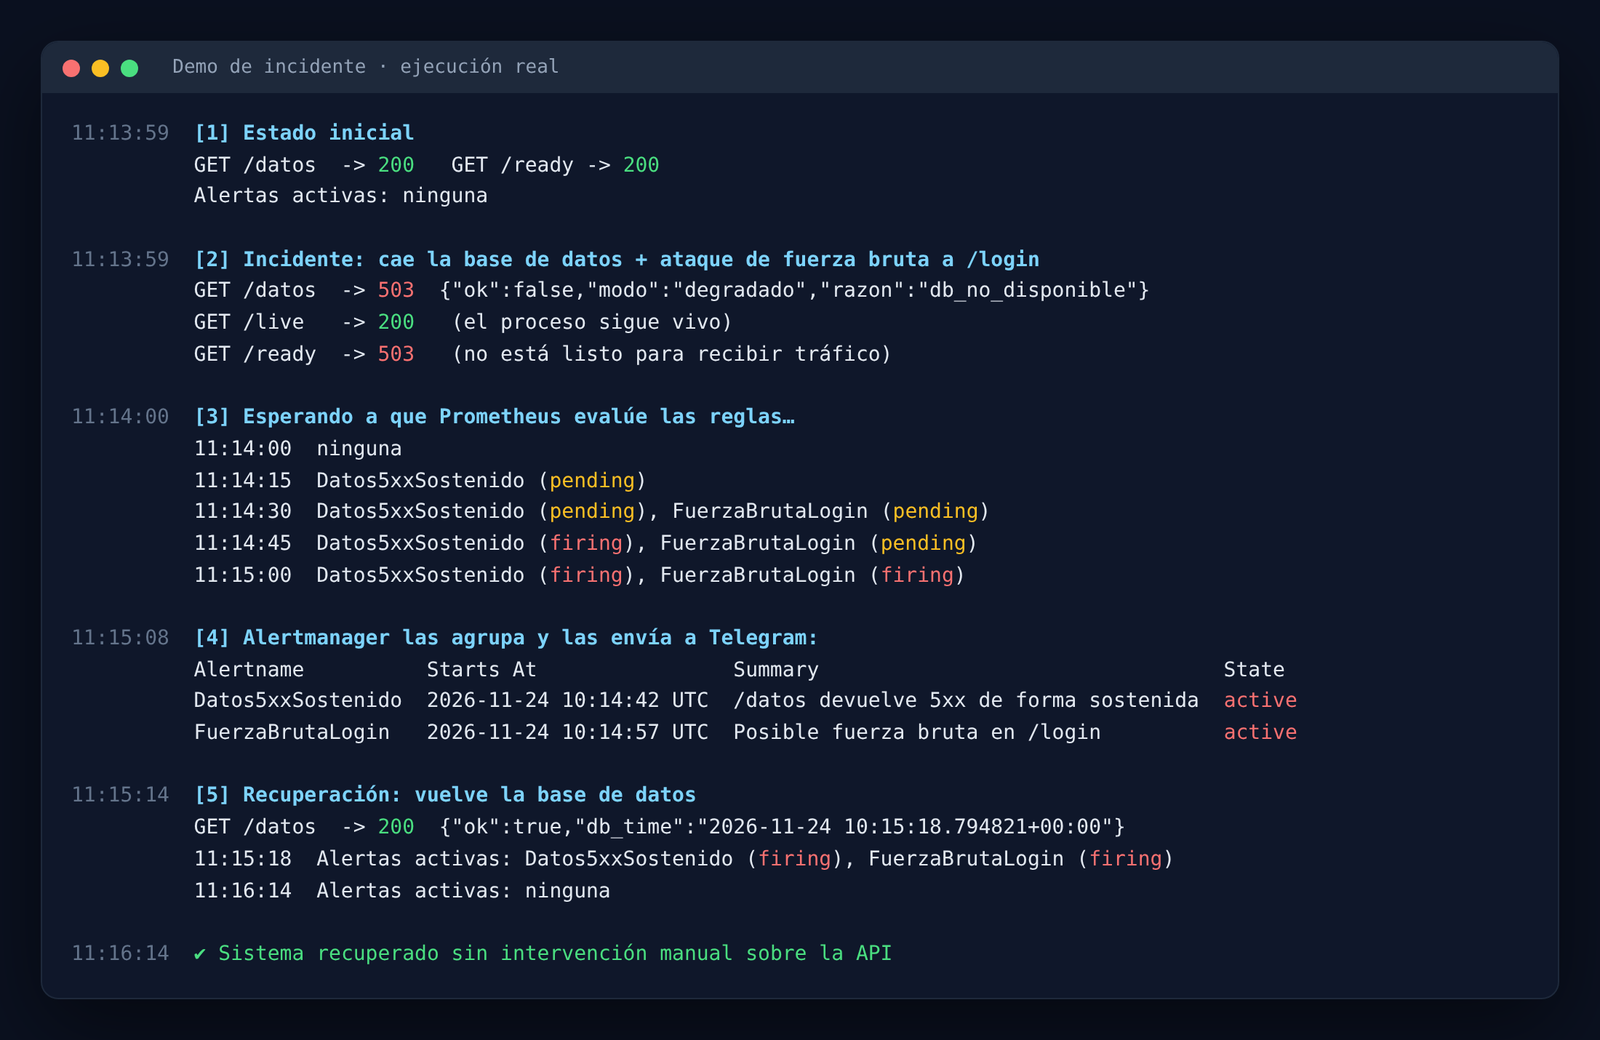 Demo de incidente · ejecución real
11:13:59 [1] Estado inicial
GET /datos -> 200 GET /ready -> 200
Alertas activas: ninguna
11:13:59 [2] Incidente: cae la base de datos + ataque de fuerza bruta a /login
GET /datos -> 503 {"ok":false,"modo":"degradado","razon":"db_no_disponible"}
GET /live -> 200 (el proceso sigue vivo)
GET /ready -> 503 (no está listo para recibir tráfico)
11:14:00 [3] Esperando a que Prometheus evalúe las reglas…
11:14:00 ninguna
11:14:15 Datos5xxSostenido (pending)
11:14:30 Datos5xxSostenido (pending), FuerzaBrutaLogin (pending)
11:14:45 Datos5xxSostenido (firing), FuerzaBrutaLogin (pending)
11:15:00 Datos5xxSostenido (firing), FuerzaBrutaLogin (firing)
11:15:08 [4] Alertmanager las agrupa y las envía a Telegram:
Alertname Starts At Summary State
Datos5xxSostenido 2026-11-24 10:14:42 UTC /datos devuelve 5xx de forma sostenida active
FuerzaBrutaLogin 2026-11-24 10:14:57 UTC Posible fuerza bruta en /login active
11:15:14 [5] Recuperación: vuelve la base de datos
GET /datos -> 200 {"ok":true,"db_time":"2026-11-24 10:15:18.794821+00:00"}
11:15:18 Alertas activas: Datos5xxSostenido (firing), FuerzaBrutaLogin (firing)
11:16:14 Alertas activas: ninguna
11:16:14 ✔ Sistema recuperado sin intervención manual sobre la API